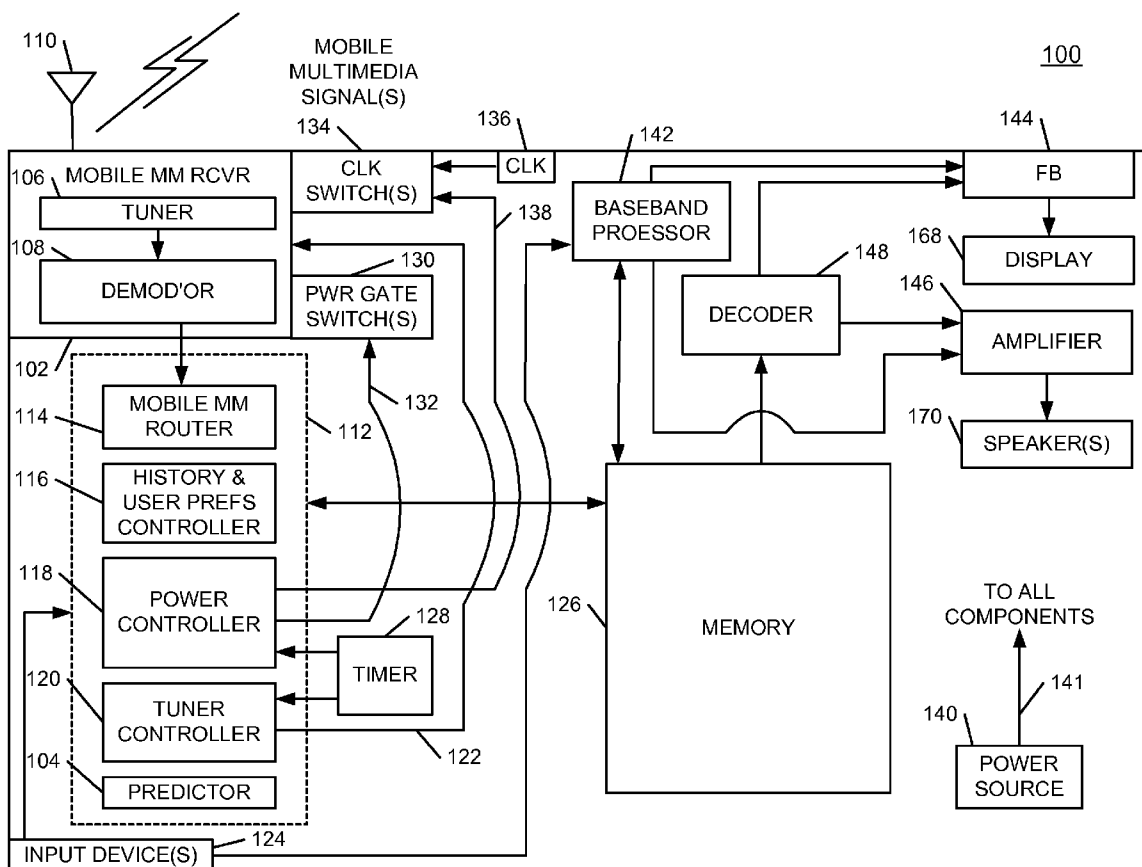 110
MOBILE
MULTIMEDIA
SIGNAL(S)
100
134
136
142
144
MOBILE MM RCVR
106
TUNER
108
DEMOD'OR
CLK
SWITCH(S)
CLK
138
130
PWR GATE
SWITCH(S)
BASEBAND
PROESSOR
148
DECODER
FB
168
DISPLAY
146
AMPLIFIER
170
SPEAKER(S)
102
132
114
MOBILE MM
ROUTER
112
116
HISTORY &
USER PREFS
CONTROLLER
118
POWER
CONTROLLER
128
TIMER
120
TUNER
CONTROLLER
122
104
PREDICTOR
124
INPUT DEVICE(S)
126
MEMORY
TO ALL
COMPONENTS
141
140
POWER
SOURCE